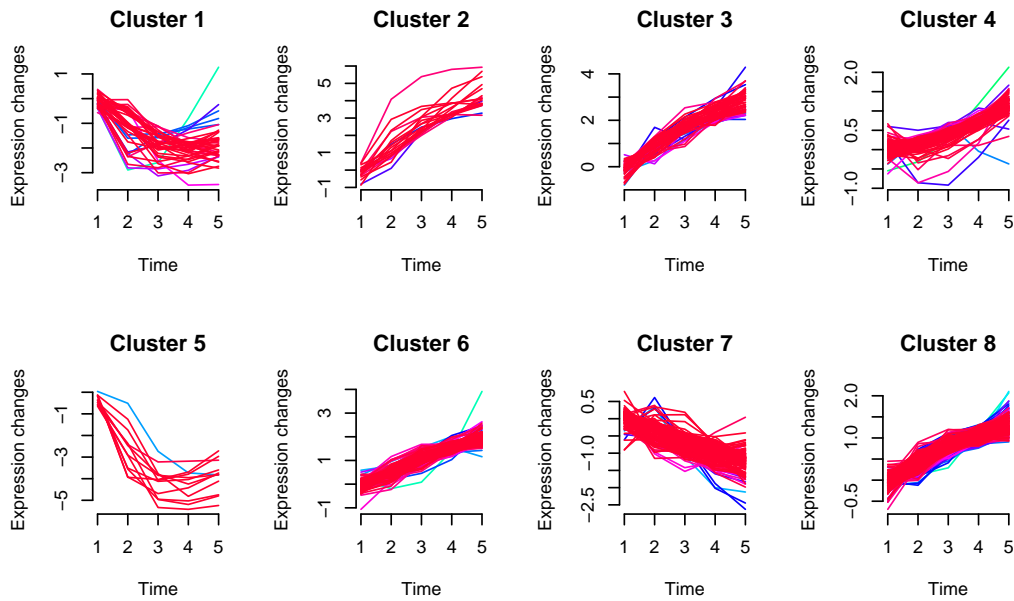 Cluster 1
Expression changes
1
−1
−3
1 2 3 4 5
Time
Cluster 2
Expression changes
5
3
1
−1
1 2 3 4 5
Time
Cluster 3
Expression changes
4
2
0
1 2 3 4 5
Time
Cluster 4
Expression changes
2.0
0.5
−1.0
1 2 3 4 5
Time
Cluster 5
Expression changes
−1
−3
−5
1 2 3 4 5
Time
Cluster 6
Expression changes
3
1
−1
1 2 3 4 5
Time
Cluster 7
Expression changes
0.5
−1.0
−2.5
1 2 3 4 5
Time
Cluster 8
Expression changes
2.0
1.0
−0.5
1 2 3 4 5
Time